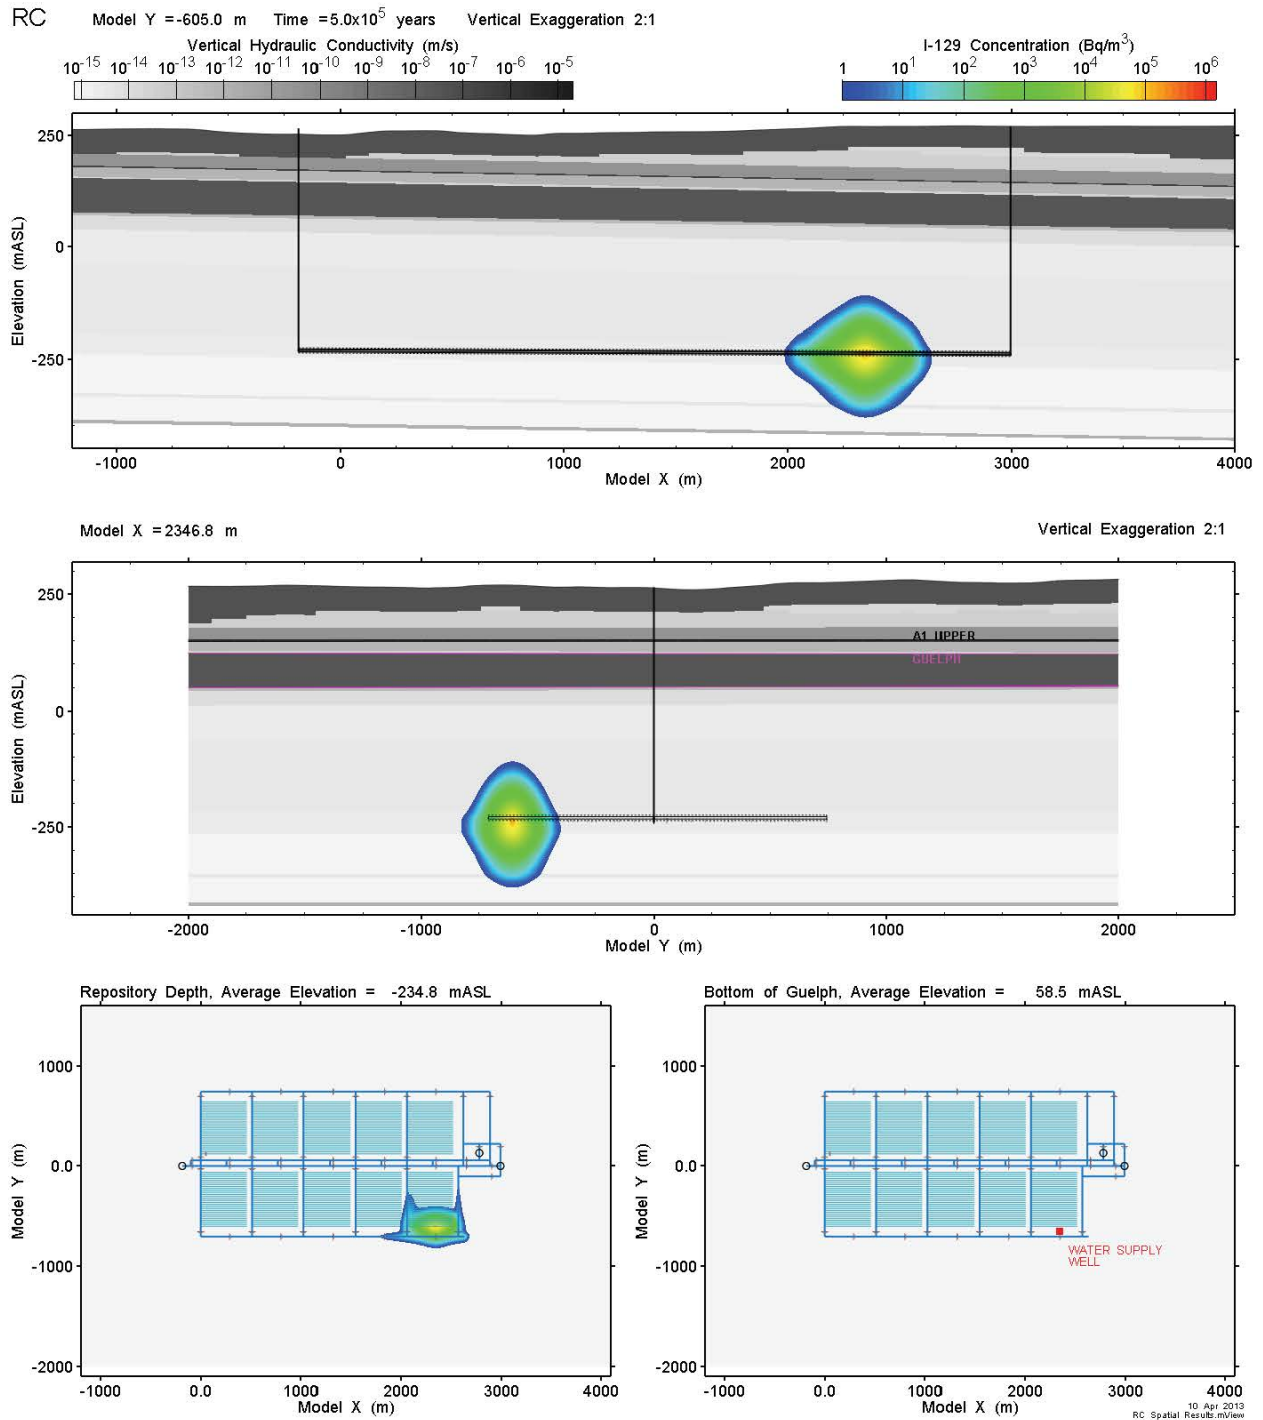 RC
Model Y =-605.0 m Time =5.0x10^5 years Vertical Exaggeration 2:1
Vertical Hydraulic Conductivity (m/s) I-129 Concentration (Bq/m^3)
10^-15 10^-14 10^-13 10^-12 10^-11 10^-10 10^-9 10^-8 10^-7 10^-6 10^-5 1 10^1 10^2 10^3 10^4 10^5 10^6
250
0
-250
Elevation (mASL)
-1000 0 1000 2000 3000 4000
Model X (m)
Model X =2346.8 m Vertical Exaggeration 2:1
250
0
-250
Elevation (mASL)
A1 UPPER
GUELPH
-2000 -1000 0 1000 2000
Model Y (m)
Repository Depth, Average Elevation = -234.8 mASL
1000
0.0
-1000
-2000
Model Y (m)
-1000 0.0 1000 2000 3000 4000
Model X (m)
Bottom of Guelph, Average Elevation = 58.5 mASL
1000
0.0
-1000
-2000
Model Y (m)
WATER SUPPLY
WELL
-1000 0.0 1000 2000 3000 4000
Model X (m)
10 Apr 2013
RC Spatial Results.mView